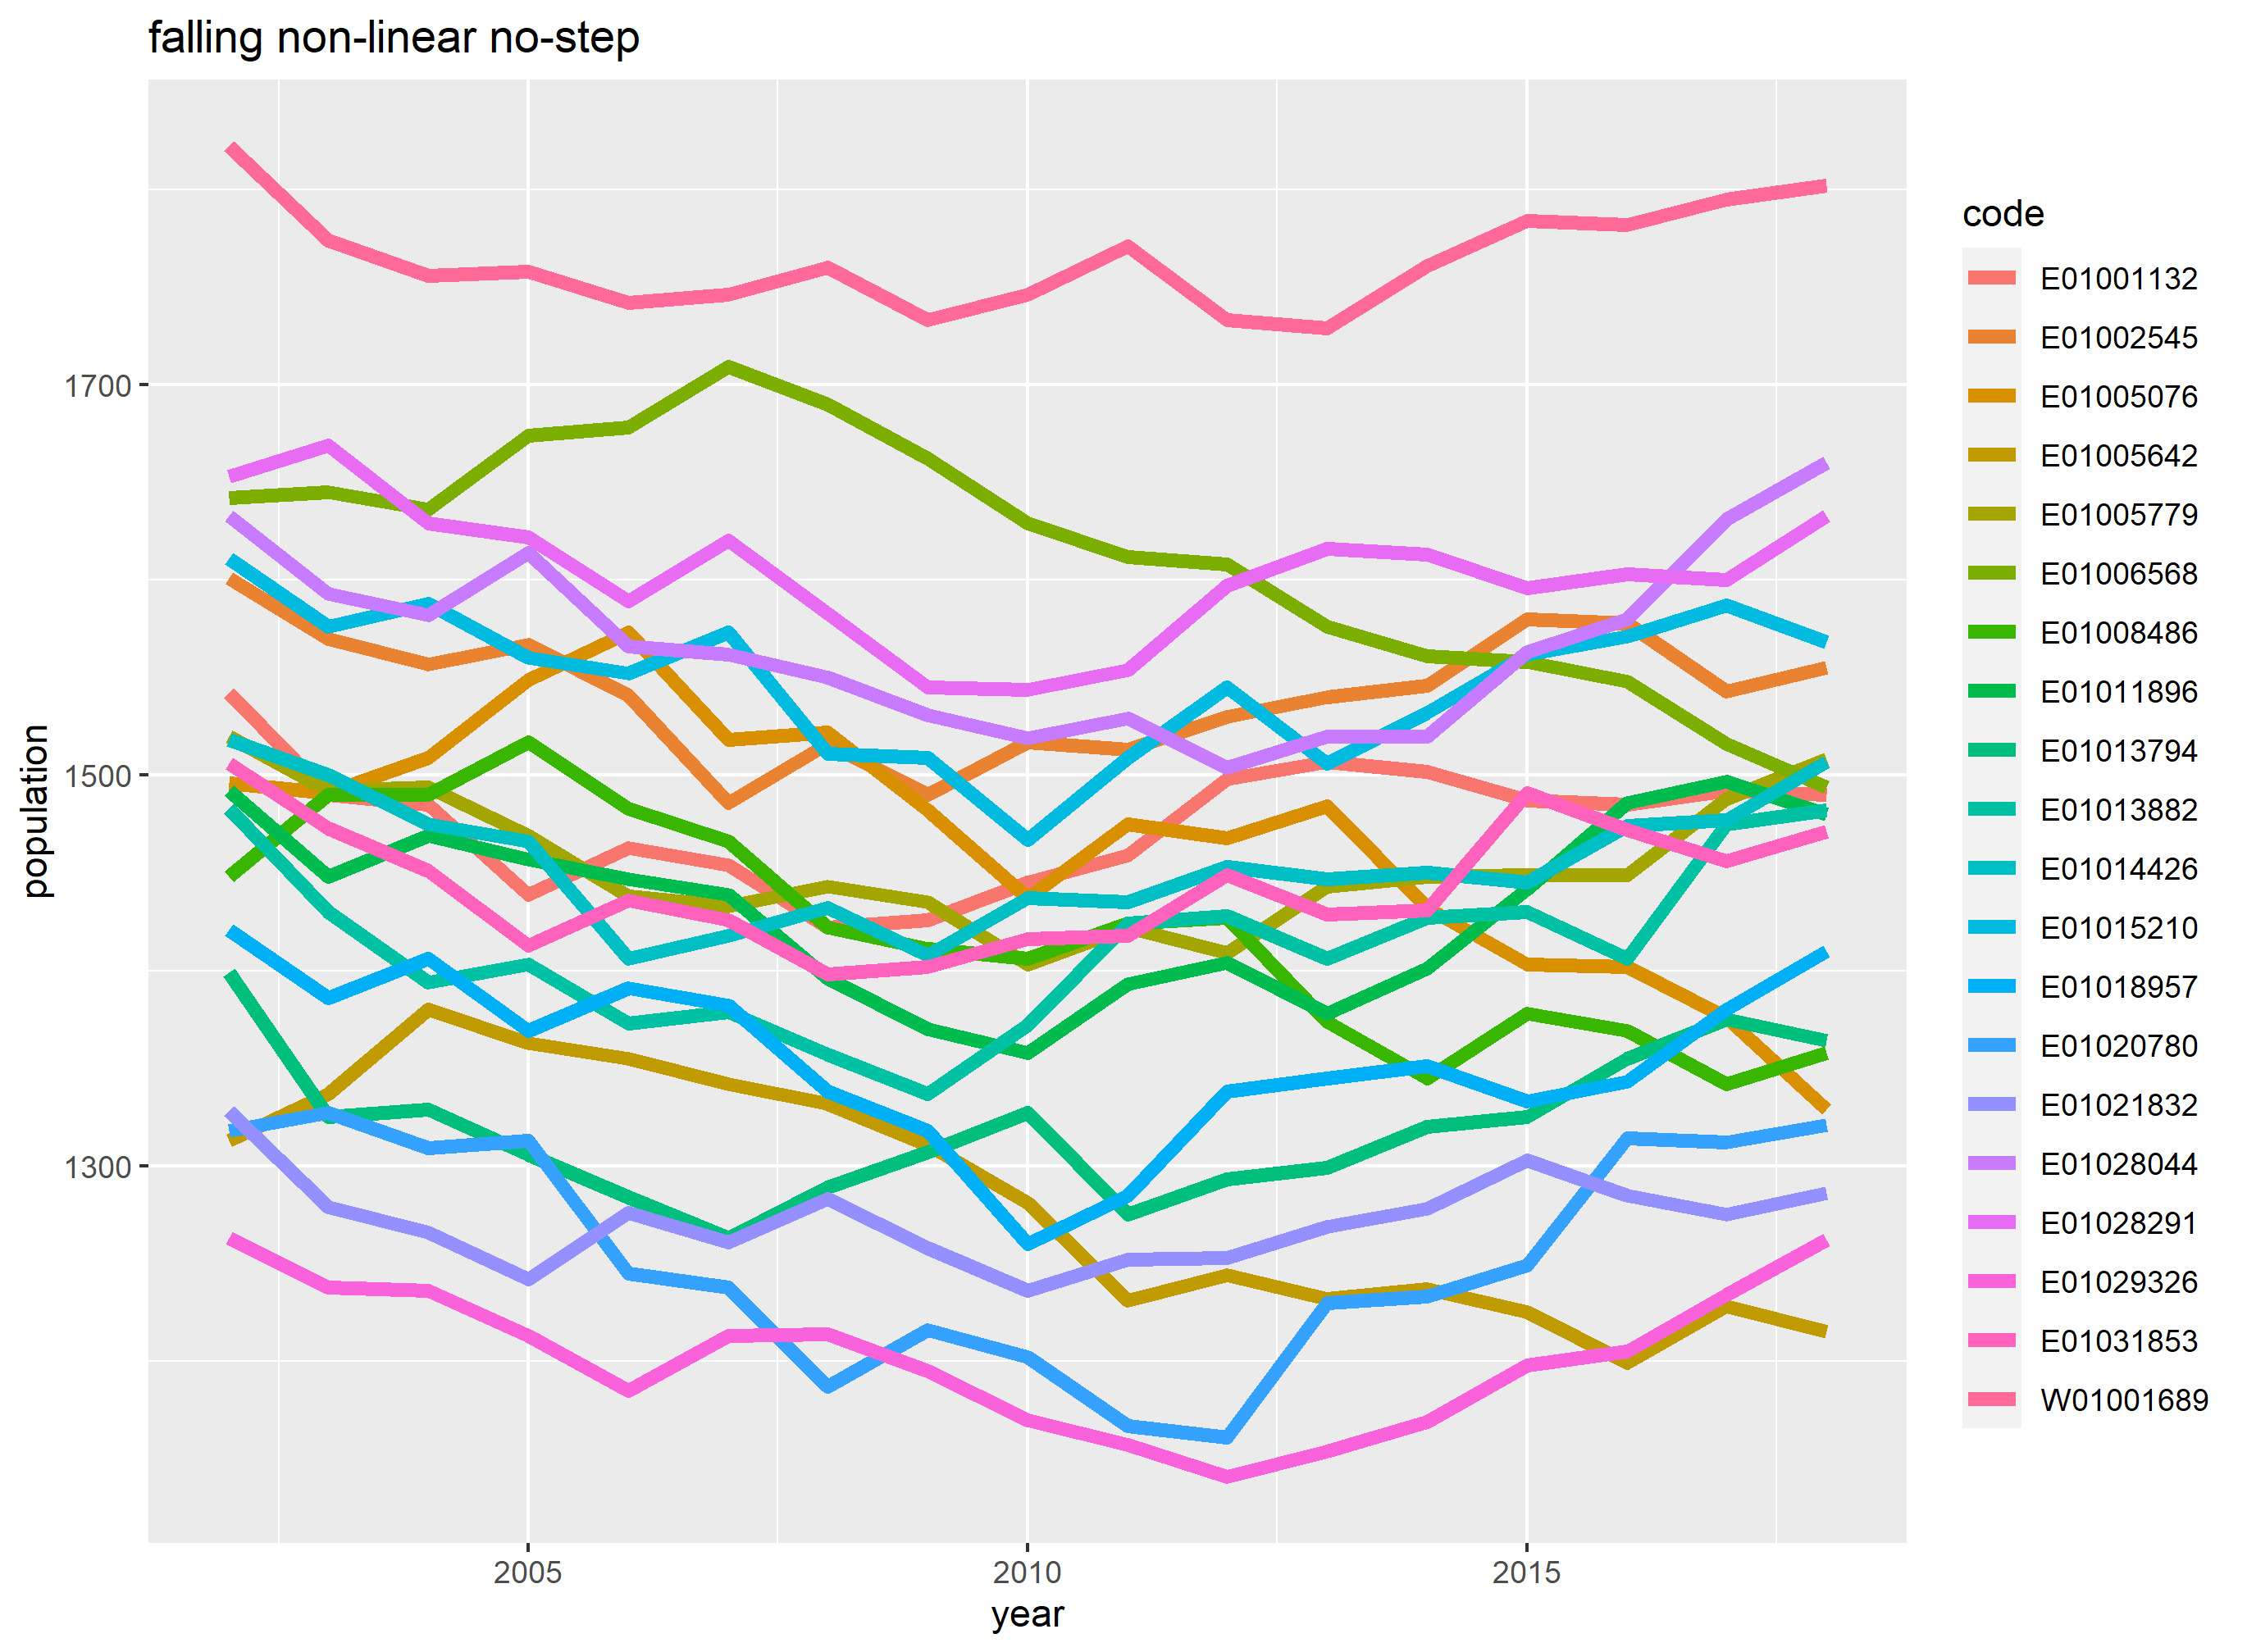 falling non-linear no-step
population
1700
1500
1300
2005 2010 2015
year
code
E01001132
E01002545
E01005076
E01005642
E01005779
E01006568
E01008486
E01011896
E01013794
E01013882
E01014426
E01015210
E01018957
E01020780
E01021832
E01028044
E01028291
E01029326
E01031853
W01001689